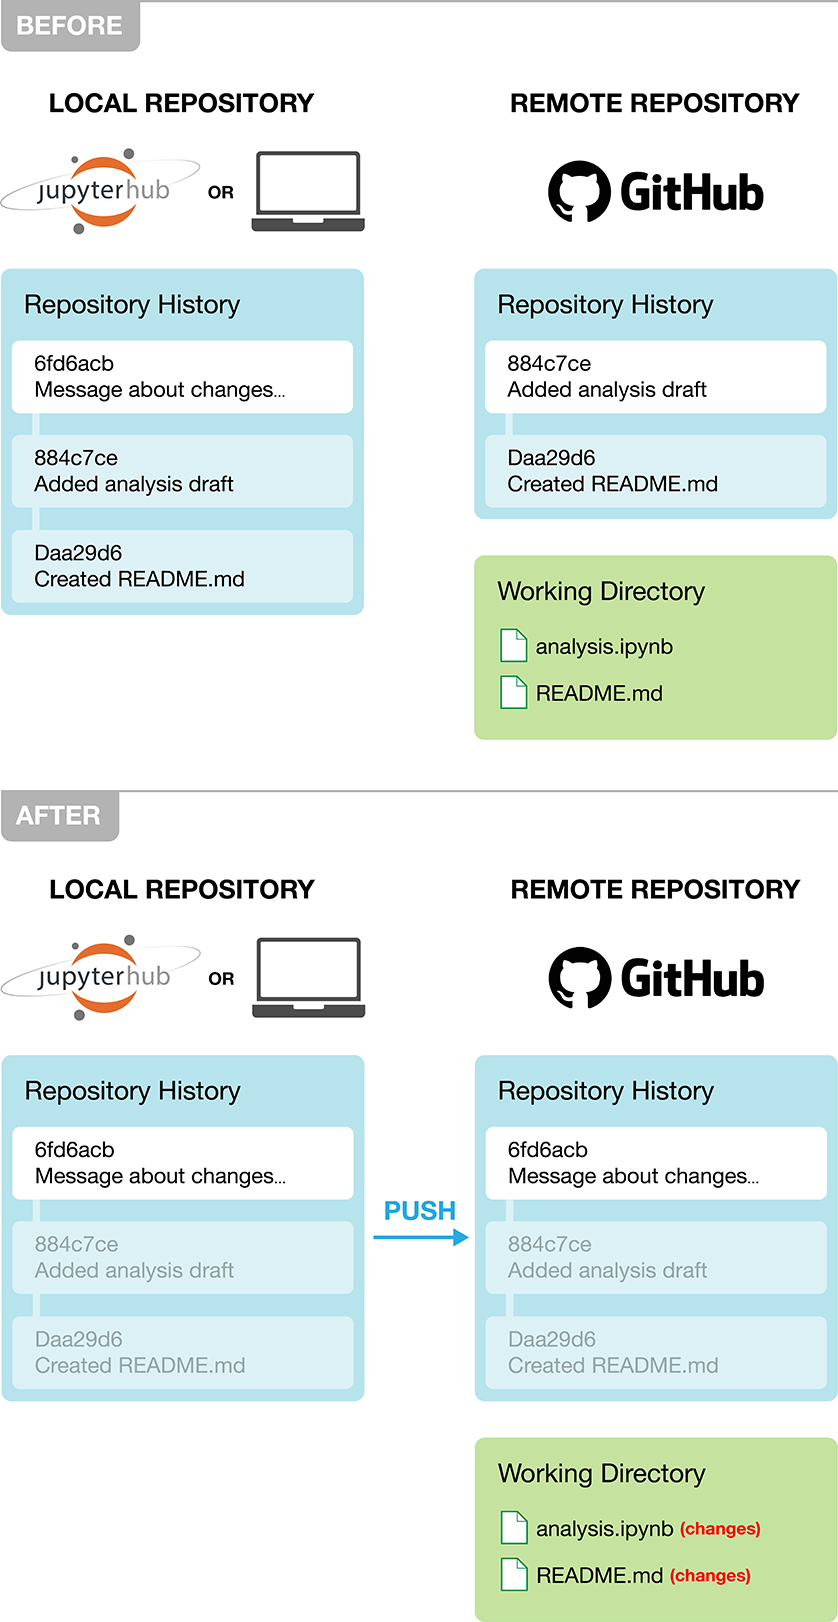 BEFORE
LOCAL REPOSITORY
jupyterhub OR
Repository History
6fd6acb
Message about changes...
884c7ce
Added analysis draft
Daa29d6
Created README.md
REMOTE REPOSITORY
GitHub
Repository History
884c7ce
Added analysis draft
Daa29d6
Created README.md
Working Directory
analysis.ipynb
README.md
AFTER
LOCAL REPOSITORY
jupyterhub OR
Repository History
6fd6acb
Message about changes...
884c7ce
Added analysis draft
Daa29d6
Created README.md
PUSH
REMOTE REPOSITORY
GitHub
Repository History
6fd6acb
Message about changes...
884c7ce
Added analysis draft
Daa29d6
Created README.md
Working Directory
analysis.ipynb (changes)
README.md (changes)